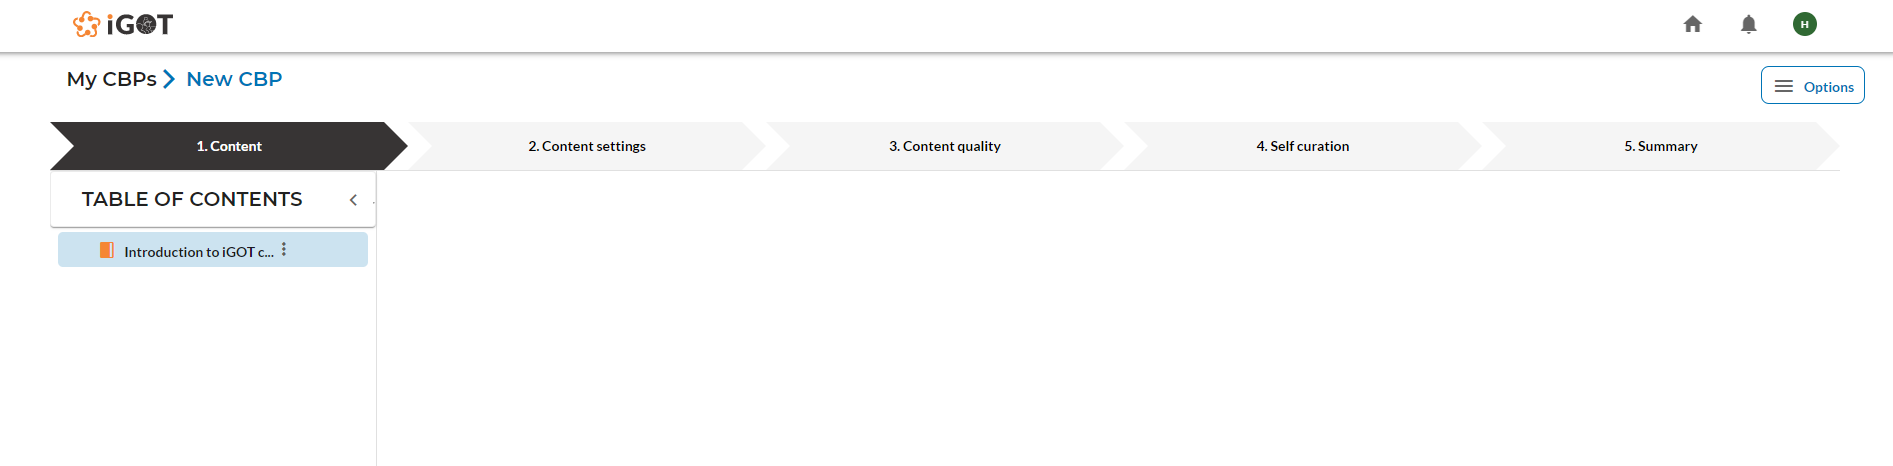 iGOT
H
My CBPs New CBP
Options
1. Content
2. Content settings
3. Content quality
4. Self curation
5. Summary
TABLE OF CONTENTS
Introduction to iGOT c...